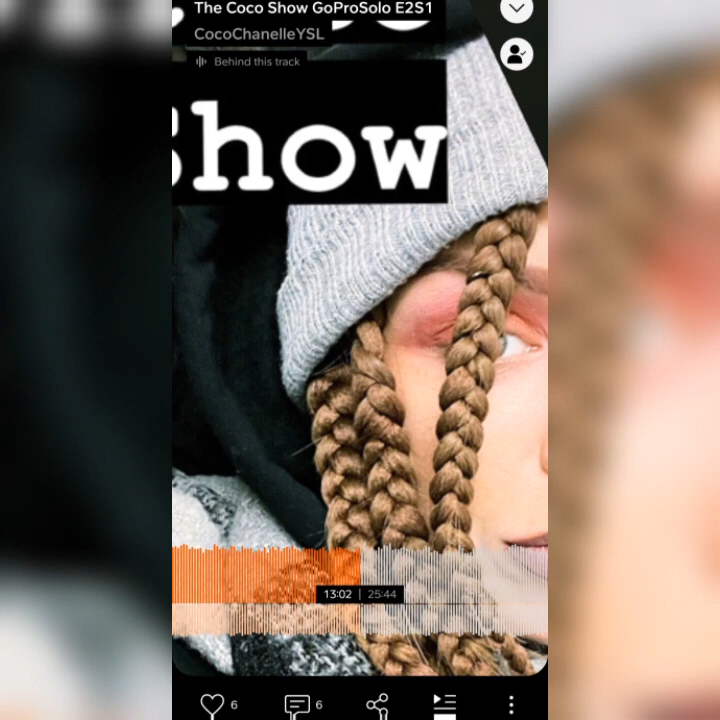 The Coco Show GoProSolo E2S1
CocoChanelleYSL
Behind this track
Show
13:02 | 25:44
6
6